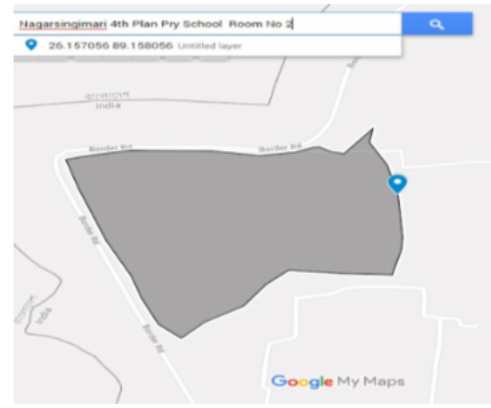 Nagarsingimari 4th Plan Pry School Room No 2
26.157056 89.158056 Untitled layer
বাংলাদেশ
India
Border Rd
Border Rd
Border Rd
India
Border Rd
Google My Maps